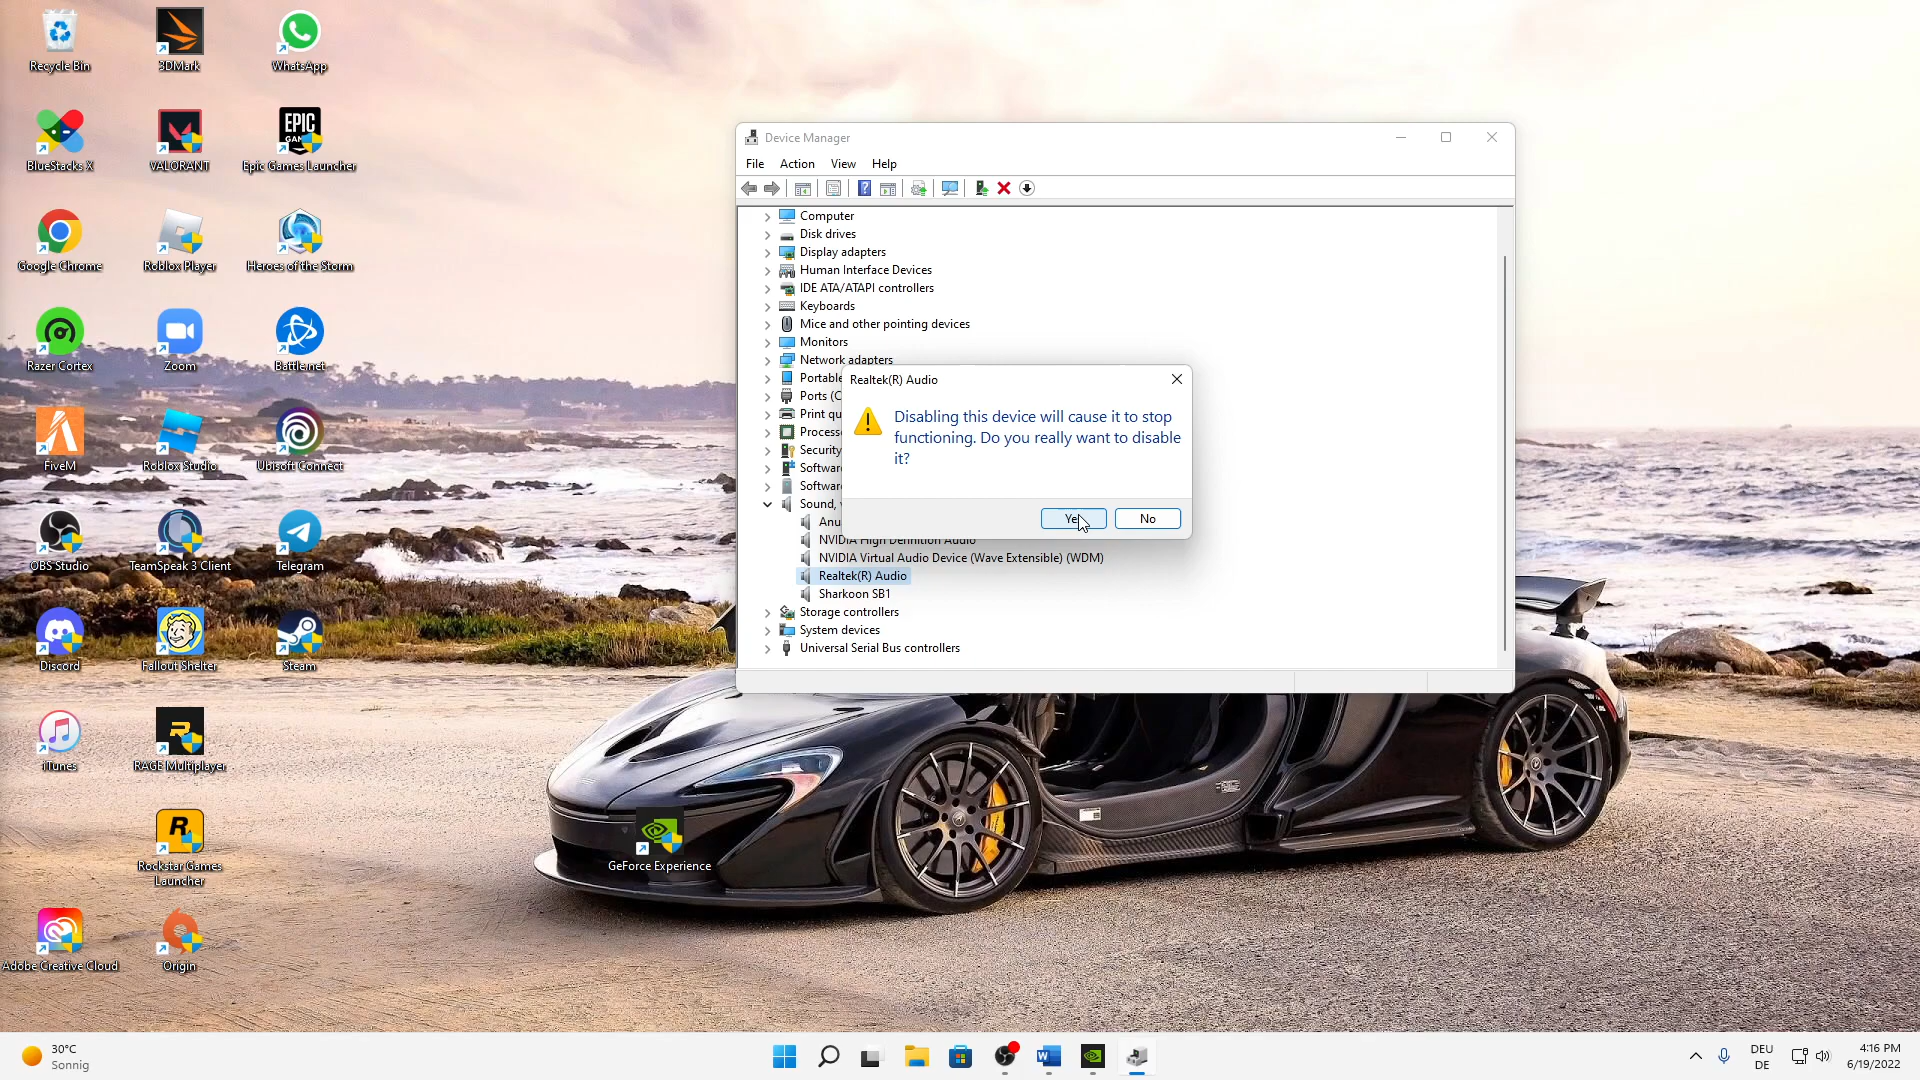 Recycle Bin
3DMark
WhatsApp
BlueStacks X
VALORANT
EPIC
Epic Games Launcher
Google Chrome
Roblox Player
Heroes of the Storm
Razer Cortex
Zoom
Battle.net
FiveM
Roblox Studio
Ubisoft Connect
OBS Studio
TeamSpeak 3 Client
Telegram
Discord
Fallout Shelter
Steam
iTunes
RAGE Multiplayer
Rockstar Games
Launcher
Adobe Creative Cloud
Origin
GeForce Experience
Device Manager
File Action View Help
Computer
Disk drives
Display adapters
Human Interface Devices
IDE ATA/ATAPI controllers
Keyboards
Mice and other pointing devices
Monitors
Network adapters
Portable
Ports (C
Print qu
Process
Security
Softwar
Softwar
Sound, v
Anu
NVIDIA High Definition Audio
NVIDIA Virtual Audio Device (Wave Extensible) (WDM)
Realtek(R) Audio
Sharkoon SB1
Storage controllers
System devices
Universal Serial Bus controllers
Realtek(R) Audio
Disabling this device will cause it to stop
functioning. Do you really want to disable
it?
Yes No
30°C
Sonnig
DEU
DE
4:16 PM
6/19/2022